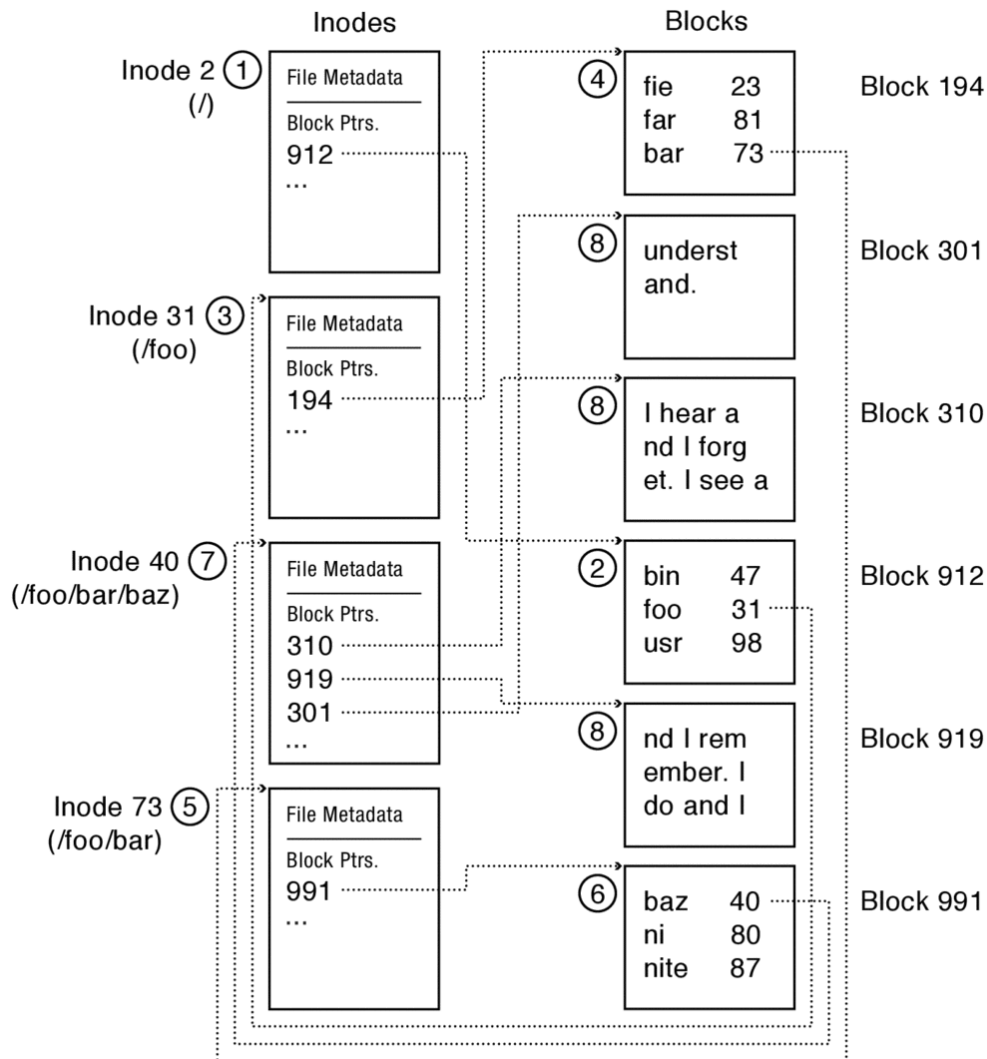 Inodes
Blocks
Inode 2 1
(/)
File Metadata
Block Ptrs.
912
...
4
fie 23
far 81
bar 73
Block 194
8
underst
and.
Block 301
Inode 31 3
(/foo)
File Metadata
Block Ptrs.
194
...
8
I hear a
nd I forg
et. I see a
Block 310
Inode 40 7
(/foo/bar/baz)
File Metadata
Block Ptrs.
310
919
301
...
2
bin 47
foo 31
usr 98
Block 912
8
nd I rem
ember. I
do and I
Block 919
Inode 73 5
(/foo/bar)
File Metadata
Block Ptrs.
991
...
6
baz 40
ni 80
nite 87
Block 991